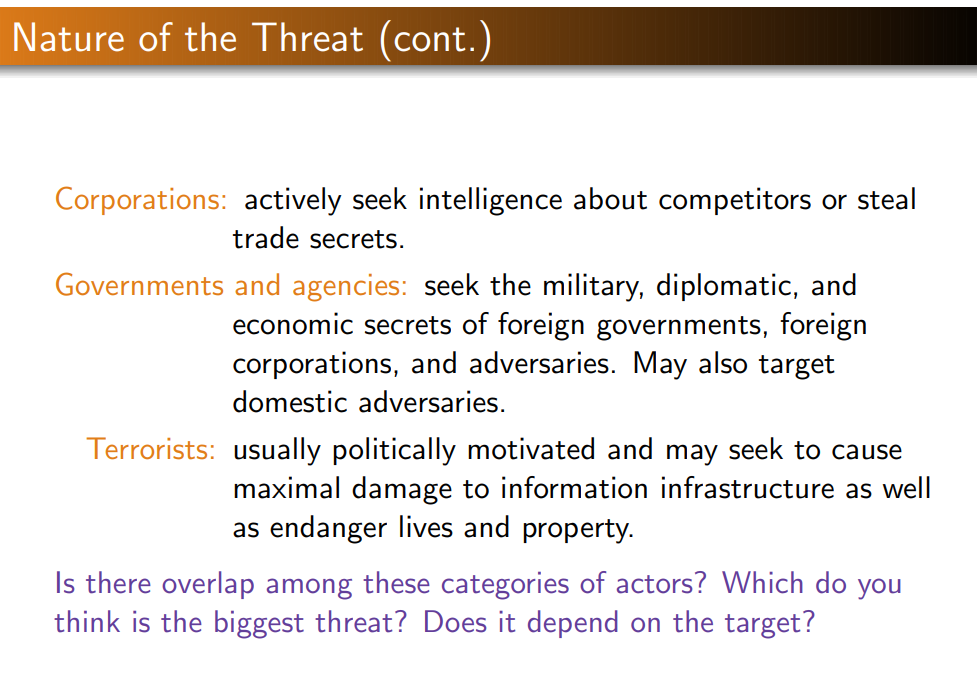 Nature of the Threat (cont.)
Corporations: actively seek intelligence about competitors or steal
trade secrets.
Governments and agencies: seek the military, diplomatic, and
economic secrets of foreign governments, foreign
corporations, and adversaries. May also target
domestic adversaries.
Terrorists: usually politically motivated and may seek to cause
maximal damage to information infrastructure as well
as endanger lives and property.
Is there overlap among these categories of actors? Which do you
think is the biggest threat? Does it depend on the target?